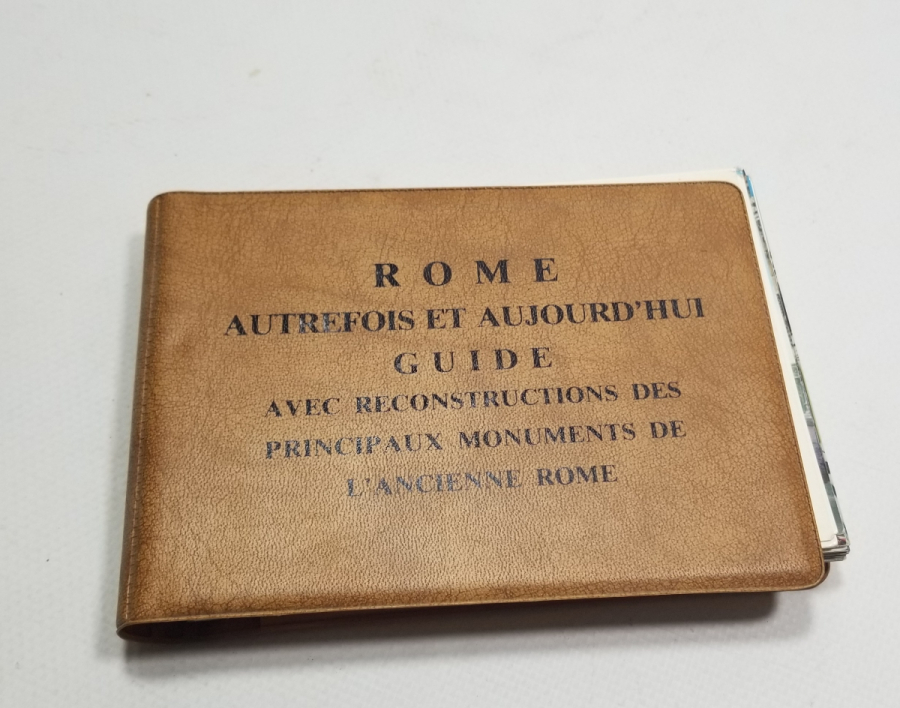 ROME
AUTREFOIS ET AUJOURD'HUI
GUIDE
AVEC RECONSTRUCTIONS DES
PRINCIPAUX MONUMENTS DE
L'ANCIENNE ROME